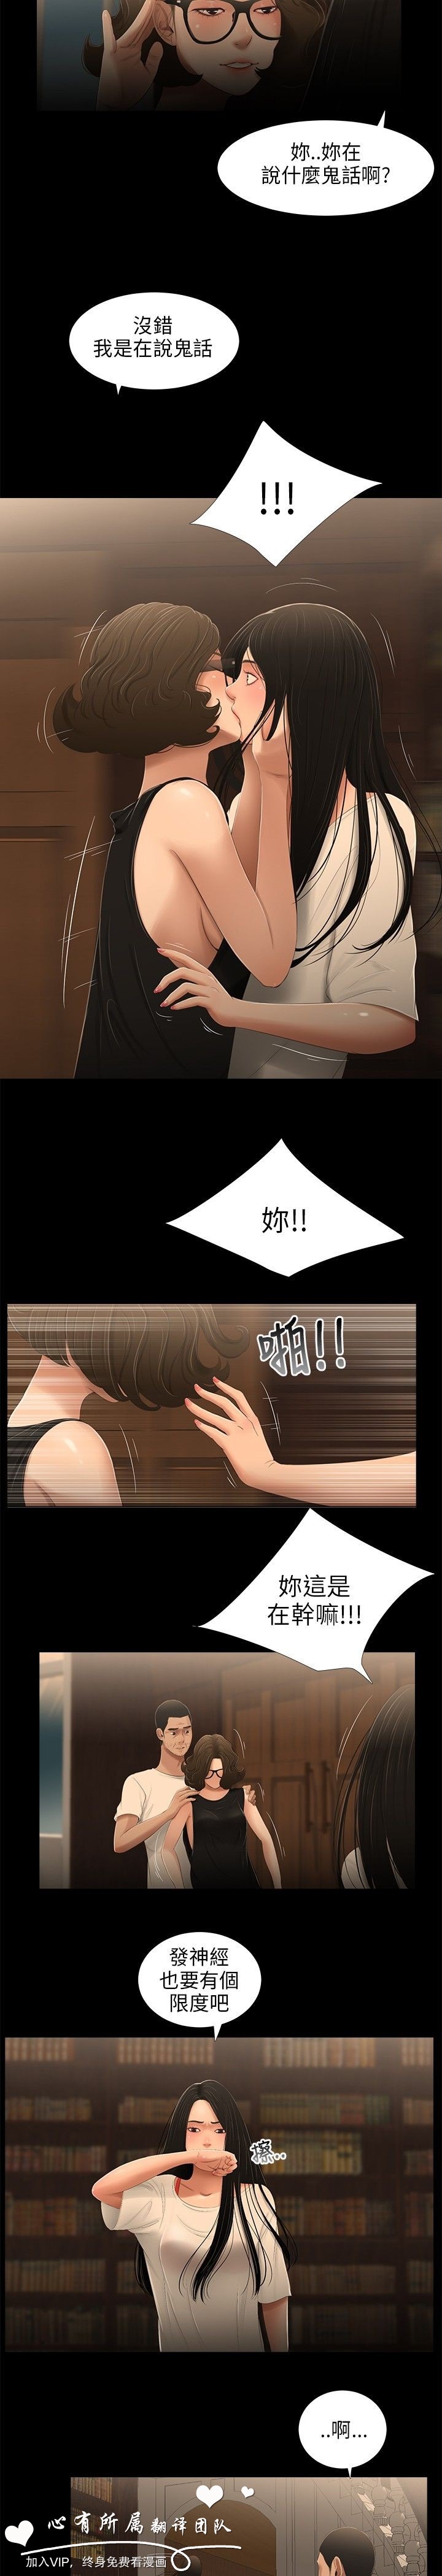 妳..妳在
說什麼鬼話啊?
沒錯
我是在說鬼話
!!!
妳!!
啪!!
妳這是
在幹嘛!!!
發神經
也要有個
限度吧
擦..
..啊...
心有所属翻译团队
加入VIP，终身免费看漫画